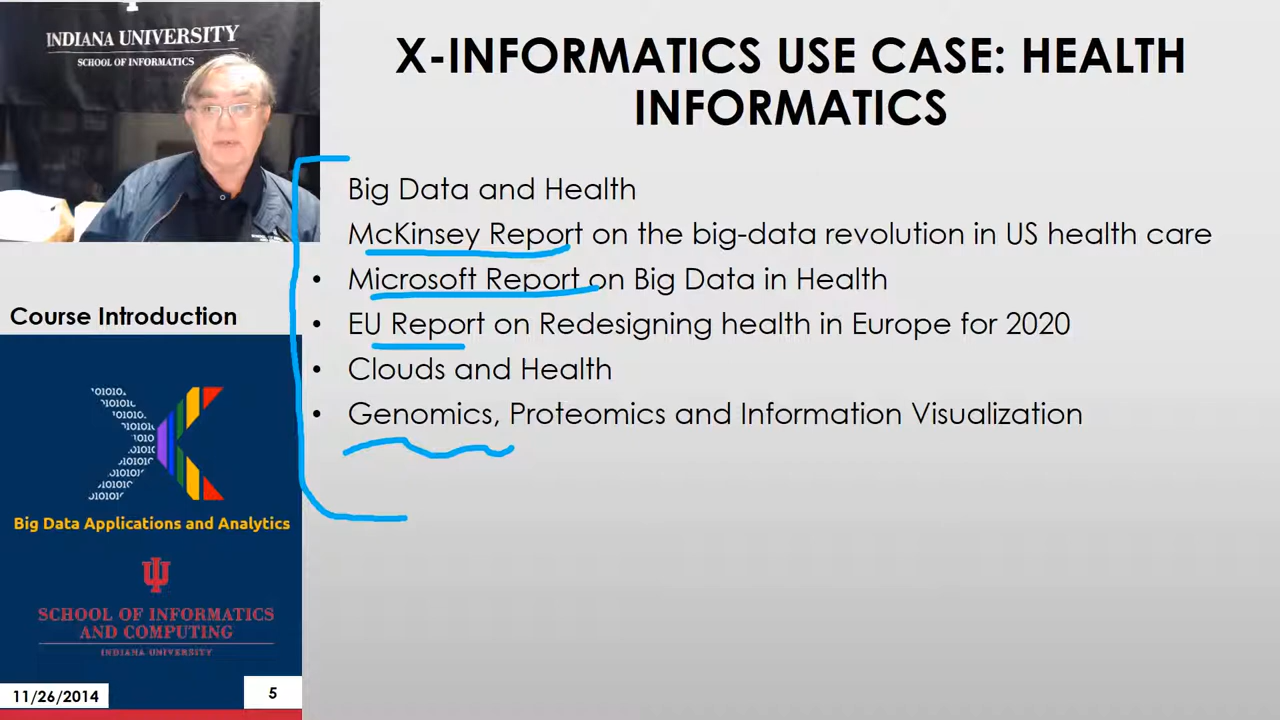 INDIANA UNIVERSITY
SCHOOL OF INFORMATICS
X-INFORMATICS USE CASE: HEALTH
INFORMATICS
Big Data and Health
McKinsey Report on the big-data revolution in US health care
• Microsoft Report on Big Data in Health
• EU Report on Redesigning health in Europe for 2020
• Clouds and Health
• Genomics, Proteomics and Information Visualization
Course Introduction
Big Data Applications and Analytics
SCHOOL OF INFORMATICS
AND COMPUTING
INDIANA UNIVERSITY
11/26/2014
5